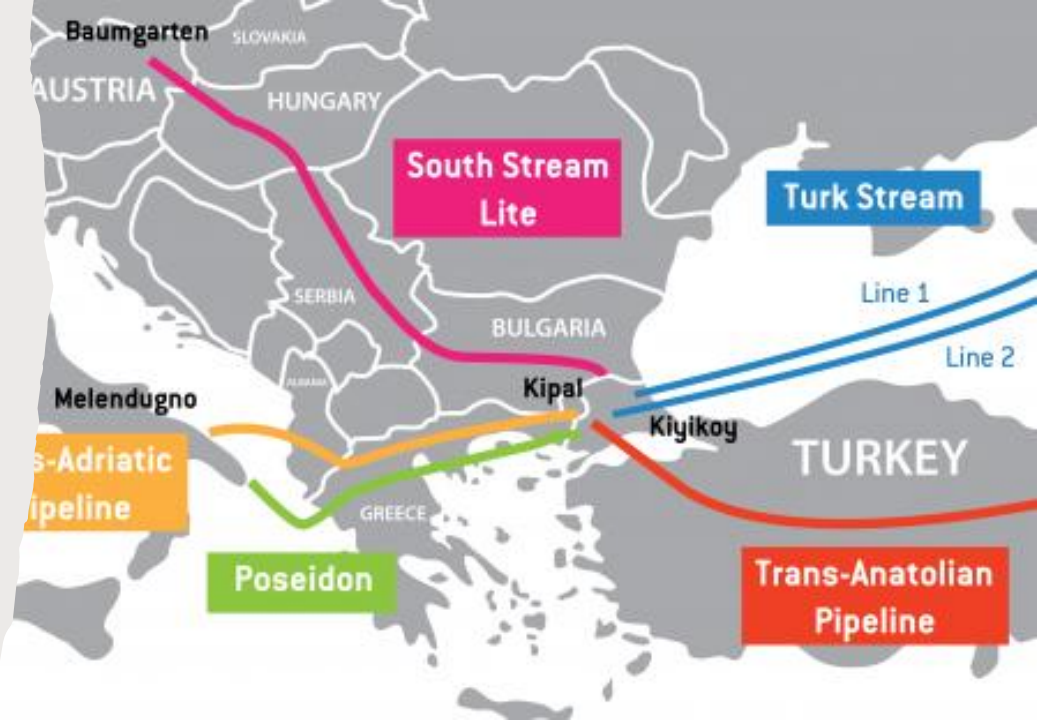 Baumgarten
SLOVAKIA
AUSTRIA
HUNGARY
South Stream
Lite
Turk Stream
Line 1
SERBIA
BULGARIA
Line 2
ALBANIA
Kipal
Melendugno
Kiyikoy
TURKEY
s-Adriatic
ipeline
GREECE
Poseidon
Trans-Anatolian
Pipeline